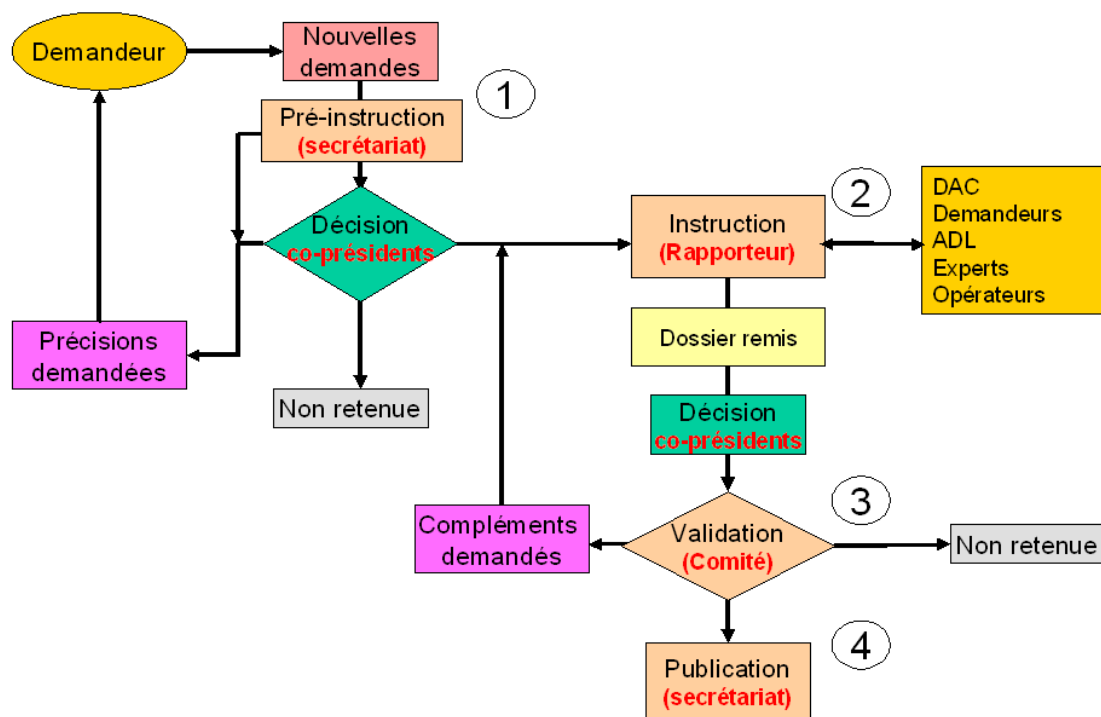 Demandeur
Nouvelles
demandes
1
Pré-instruction
(secrétariat)
Décision
co-présidents
Précisions
demandées
Non retenue
2
Instruction
(Rapporteur)
DAC
Demandeurs
ADL
Experts
Opérateurs
Dossier remis
Décision
co-présidents
3
Validation
(Comité)
Compléments
demandés
Non retenue
4
Publication
(secrétariat)